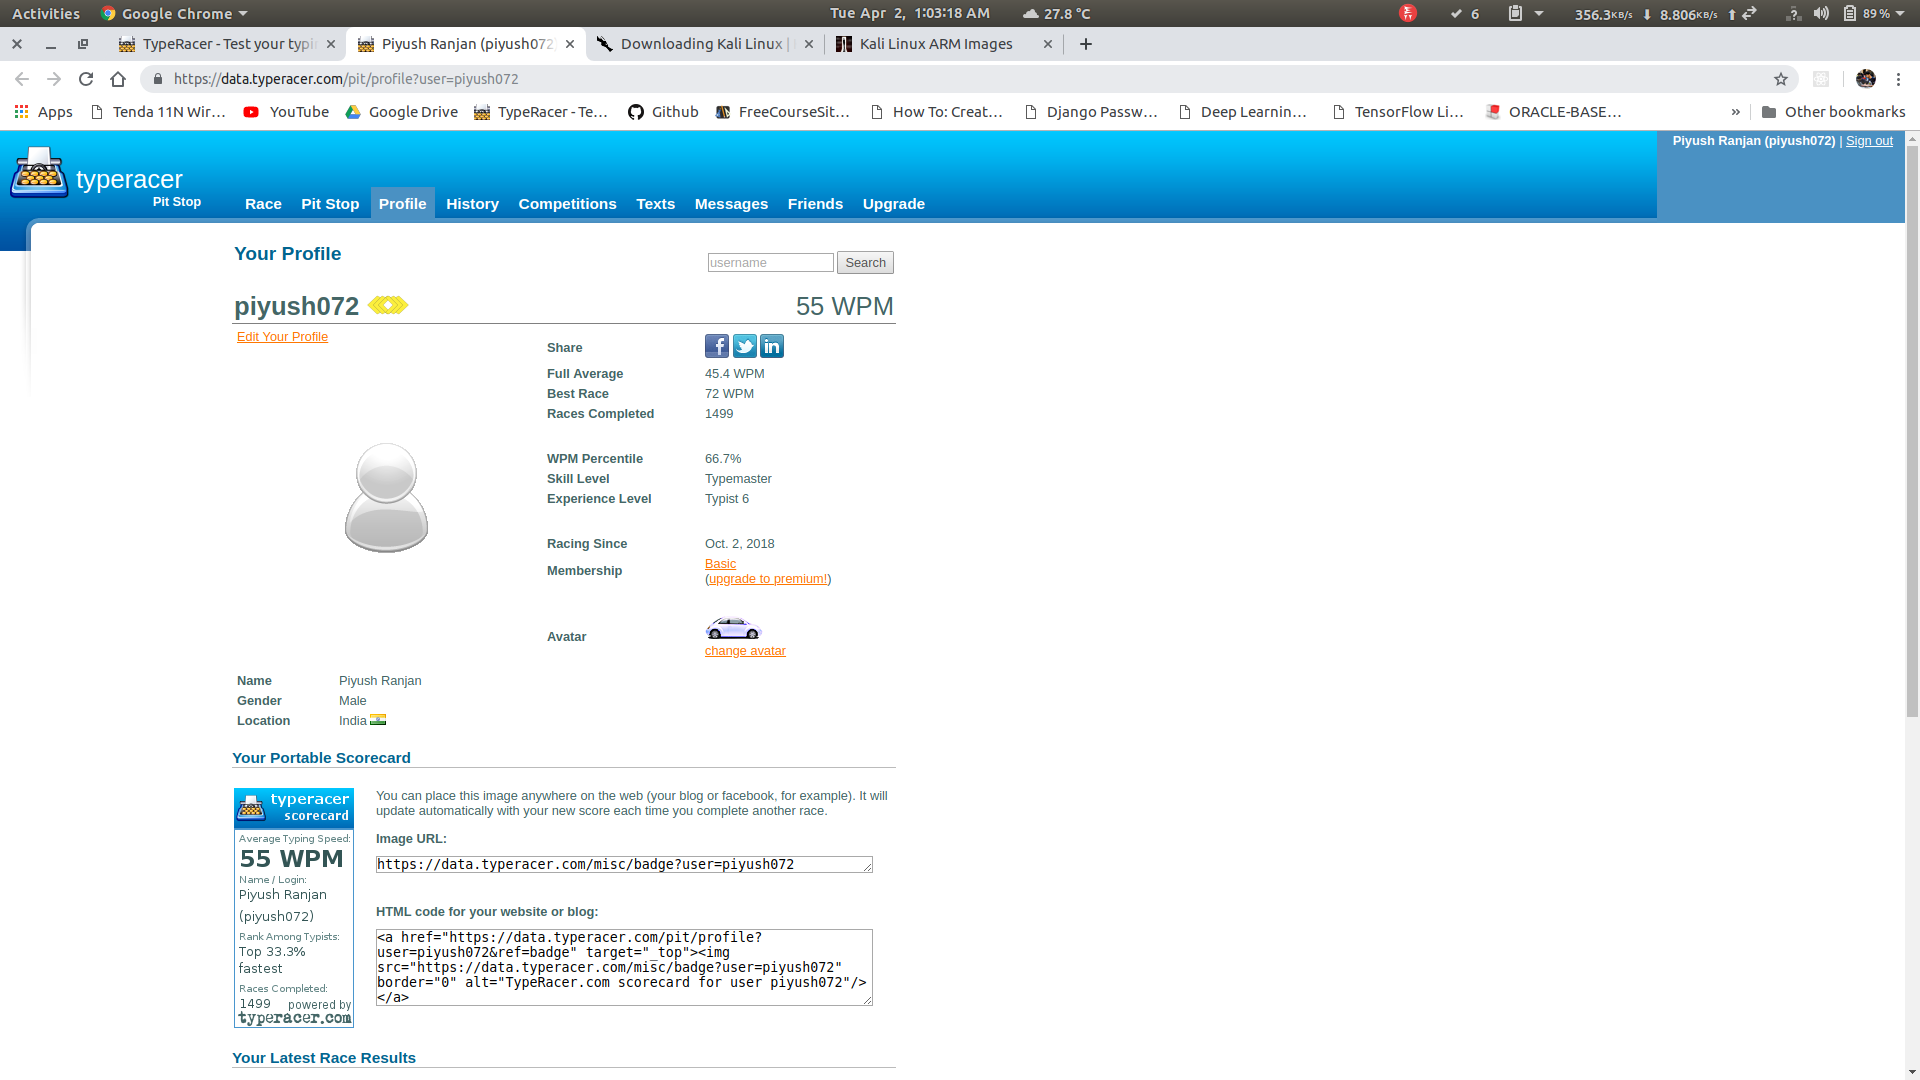 Activities
Google Chrome
Tue Apr 2, 1:03:18 AM
27.8 °C
6
356.3KB/s
8.806KB/s
89 %
TypeRacer - Test your typi
Piyush Ranjan (piyush072
Downloading Kali Linux |
Kali Linux ARM Images
https://data.typeracer.com/pit/profile?user=piyush072
Apps
Tenda 11N Wir...
YouTube
Google Drive
TypeRacer - Te...
Github
FreeCourseSit...
How To: Creat...
Django Passw...
Deep Learnin...
TensorFlow Li...
ORACLE-BASE...
»
Other bookmarks
Piyush Ranjan (piyush072) | Sign out
typeracer
Pit Stop
Race
Pit Stop
Profile
History
Competitions
Texts
Messages
Friends
Upgrade
Your Profile
username
Search
piyush072
55 WPM
Edit Your Profile
Share
Full Average 45.4 WPM
Best Race 72 WPM
Races Completed 1499
WPM Percentile 66.7%
Skill Level Typemaster
Experience Level Typist 6
Racing Since Oct. 2, 2018
Membership Basic
(upgrade to premium!)
Avatar
change avatar
Name Piyush Ranjan
Gender Male
Location India
Your Portable Scorecard
typeracer
scorecard
Average Typing Speed:
55 WPM
Name / Login:
Piyush Ranjan
(piyush072)
Rank Among Typists:
Top 33.3%
fastest
Races Completed:
1499 powered by
typeracer.com
You can place this image anywhere on the web (your blog or facebook, for example). It will
update automatically with your new score each time you complete another race.
Image URL:
https://data.typeracer.com/misc/badge?user=piyush072
HTML code for your website or blog:
<a href="https://data.typeracer.com/pit/profile?
user=piyush072&ref=badge" target="_top"><img
src="https://data.typeracer.com/misc/badge?user=piyush072"
border="0" alt="TypeRacer.com scorecard for user piyush072"/>
</a>
Your Latest Race Results